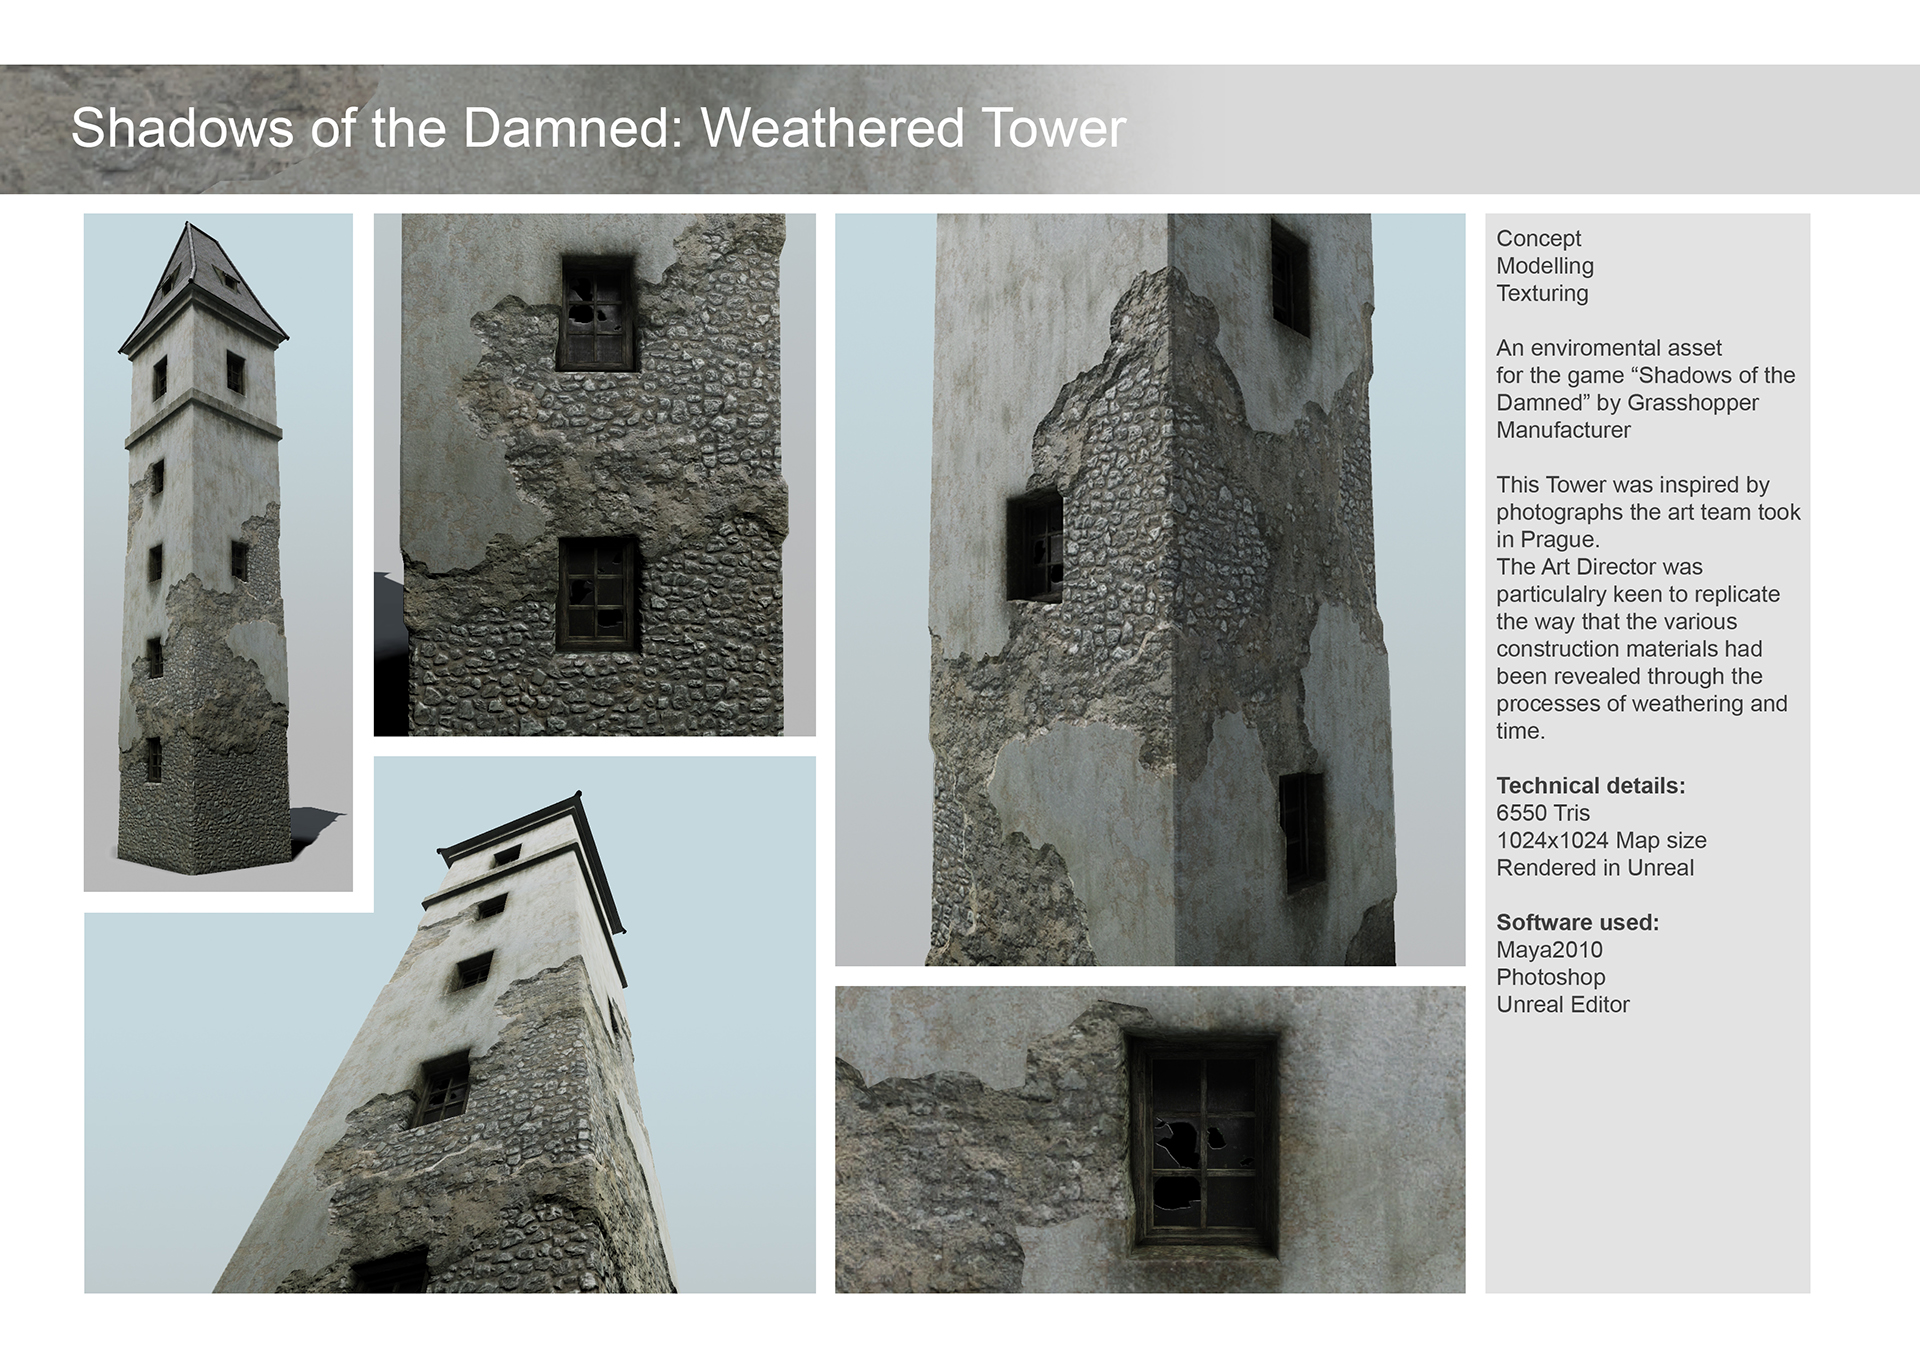 Shadows of the Damned: Weathered Tower
Concept
Modelling
Texturing
An enviromental asset
for the game “Shadows of the
Damned” by Grasshopper
Manufacturer
This Tower was inspired by
photographs the art team took
in Prague.
The Art Director was
particulalry keen to replicate
the way that the various
construction materials had
been revealed through the
processes of weathering and
time.
Technical details:
6550 Tris
1024x1024 Map size
Rendered in Unreal
Software used:
Maya2010
Photoshop
Unreal Editor